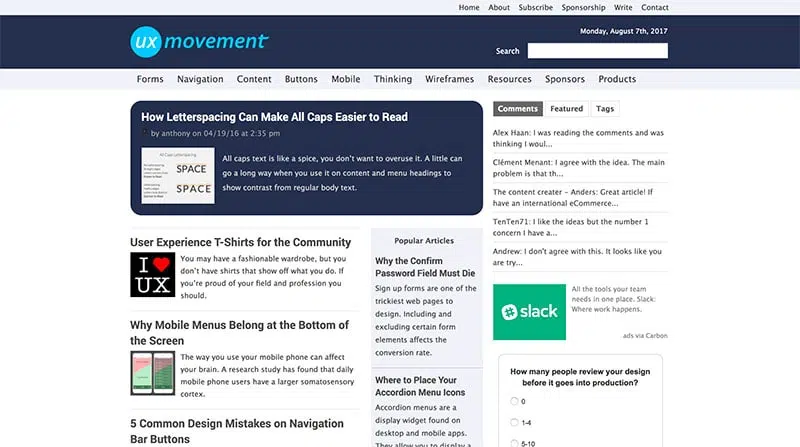 Home About Subscribe Sponsorship Write Contact
ux movement
Monday, August 7th, 2017
Search
Forms Navigation Content Buttons Mobile Thinking Wireframes Resources Sponsors Products
How Letterspacing Can Make All Caps Easier to Read
by anthony on 04/19/16 at 2:35 pm
All Caps Letterspacing
SPACE
SPACE
All caps text is like a spice, you don't want to overuse it. A little can
go a long way when you use it on content and menu headings to
show contrast from regular body text.
User Experience T-Shirts for the Community
I
UX
You may have a fashionable wardrobe, but you
don't have shirts that show off what you do. If
you're proud of your field and profession you
should.
Why Mobile Menus Belong at the Bottom of
the Screen
The way you use your mobile phone can affect
your brain. A research study has found that daily
mobile phone users have a larger somatosensory
cortex.
5 Common Design Mistakes on Navigation
Bar Buttons
Popular Articles
Why the Confirm
Password Field Must Die
Sign up forms are one of the
trickiest web pages to
design. Including and
excluding certain form
elements affects the
conversion rate.
Where to Place Your
Accordion Menu Icons
Accordion menus are a
display widget found on
desktop and mobile apps.
They allow you to display a
Comments Featured Tags
Alex Haan: I was reading the comments and was
thinking I woul...
Clément Menant: I agree with the idea. The main
problem is that th...
The content creator - Anders: Great article! If
have an international eCommerce...
TenTen71: I like the ideas but the number 1
concern I have a...
Andrew: I don't agree with this. It looks like you
are try...
slack
All the tools your team
needs in one place. Slack:
Where work happens.
ads via Carbon
How many people review your design
before it goes into production?
0
1-4
5-10